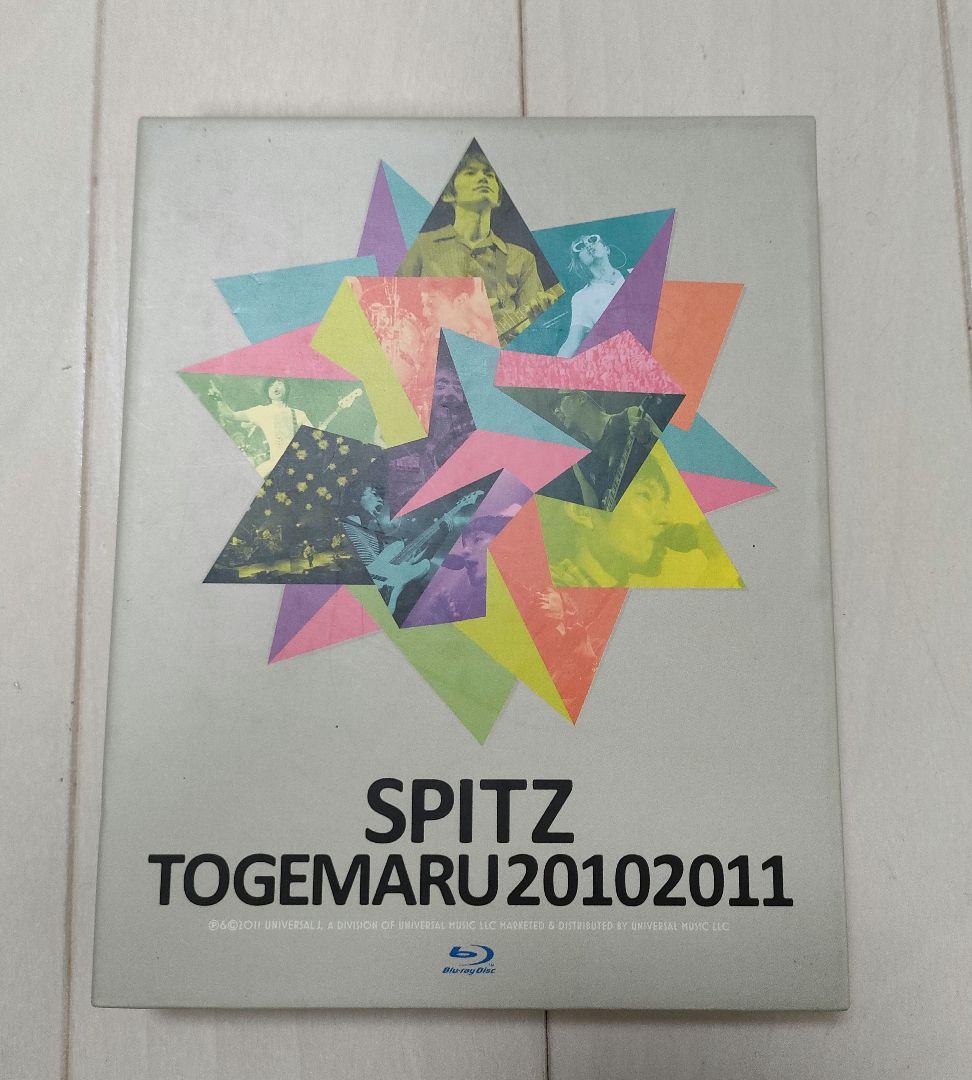 SPITZ
TOGEMARU20102011
℗&©2011 UNIVERSAL J, A DIVISION OF UNIVERSAL MUSIC LLC MARKETED & DISTRIBUTED BY UNIVERSAL MUSIC LLC
Blu-ray Disc